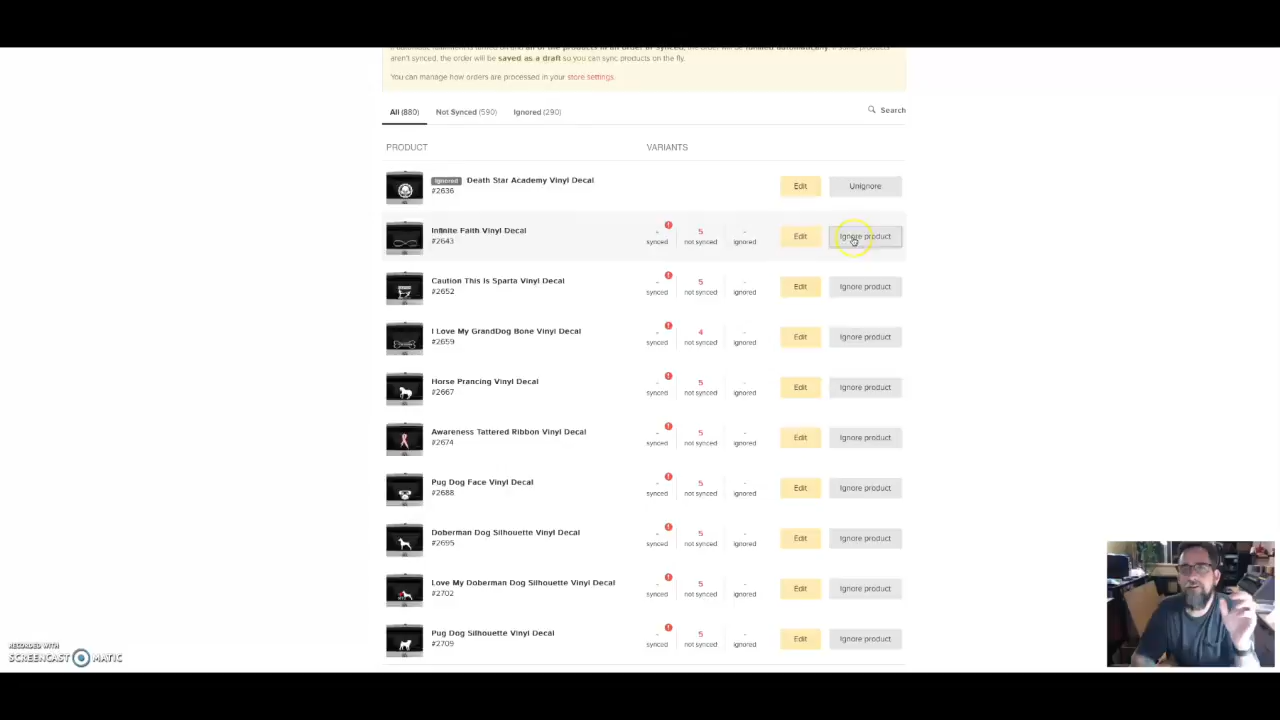 aren't synced, the order will be saved as a draft so you can sync products on the fly.
You can manage how orders are processed in your store settings.
All (880) Not Synced (590) Ignored (290) Search
PRODUCT VARIANTS
Ignored Death Star Academy Vinyl Decal Edit Unignore
#2636
Infinite Faith Vinyl Decal - ! 5 - Edit Ignore product
#2643 synced not synced ignored
Caution This Is Sparta Vinyl Decal - ! 5 - Edit Ignore product
#2652 synced not synced ignored
I Love My GrandDog Bone Vinyl Decal - ! 4 - Edit Ignore product
#2659 synced not synced ignored
Horse Prancing Vinyl Decal - ! 5 - Edit Ignore product
#2667 synced not synced ignored
Awareness Tattered Ribbon Vinyl Decal - ! 5 - Edit Ignore product
#2674 synced not synced ignored
Pug Dog Face Vinyl Decal - ! 5 - Edit Ignore product
#2688 synced not synced ignored
Doberman Dog Silhouette Vinyl Decal - ! 5 - Edit Ignore product
#2695 synced not synced ignored
Love My Doberman Dog Silhouette Vinyl Decal - ! 5 - Edit Ignore product
#2702 synced not synced ignored
Pug Dog Silhouette Vinyl Decal - ! 5 - Edit Ignore product
#2709 synced not synced ignored
RECORDED WITH
SCREENCAST MATIC